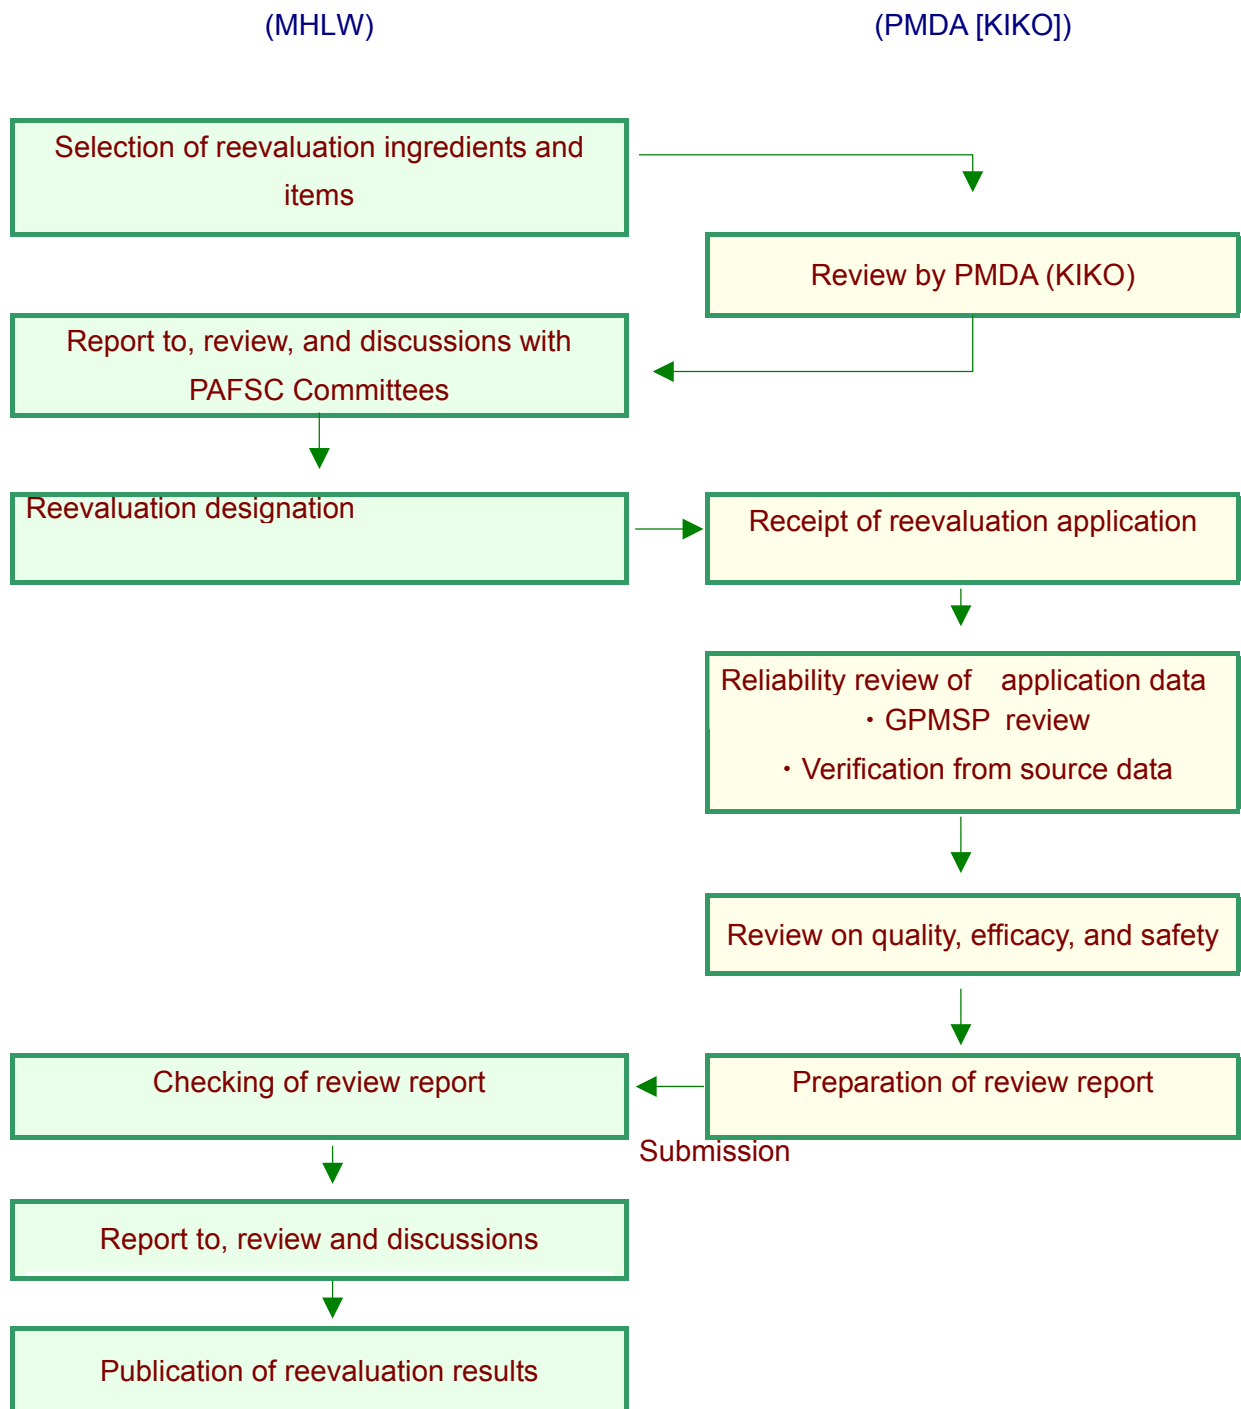 (MHLW)
(PMDA [KIKO])
Selection of reevaluation ingredients and
items
Review by PMDA (KIKO)
Report to, review, and discussions with
PAFSC Committees
Reevaluation designation
Receipt of reevaluation application
Reliability review of application data
・GPMSP review
・Verification from source data
Review on quality, efficacy, and safety
Checking of review report
Preparation of review report
Submission
Report to, review and discussions
Publication of reevaluation results